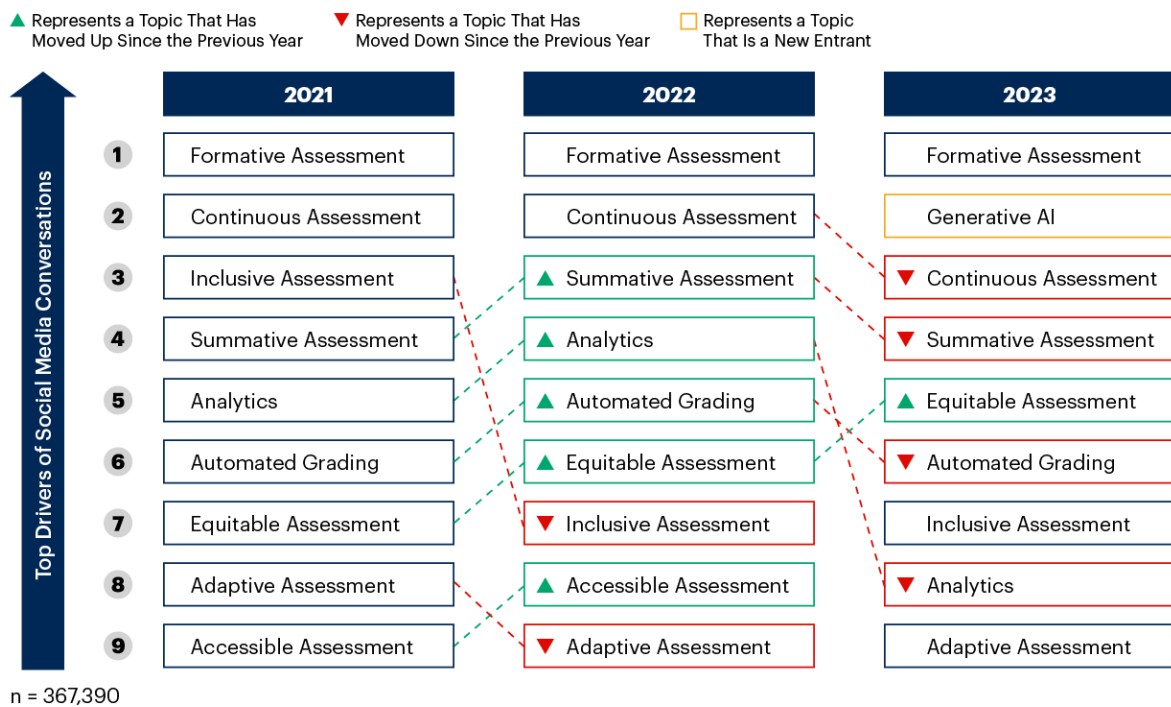 Represents a Topic That Has
Moved Up Since the Previous Year
Represents a Topic That Has
Moved Down Since the Previous Year
Represents a Topic
That Is a New Entrant
Top Drivers of Social Media Conversations
2021
2022
2023
1
Formative Assessment
Formative Assessment
Formative Assessment
2
Continuous Assessment
Continuous Assessment
Generative AI
3
Inclusive Assessment
Summative Assessment
Continuous Assessment
4
Summative Assessment
Analytics
Summative Assessment
5
Analytics
Automated Grading
Equitable Assessment
6
Automated Grading
Equitable Assessment
Automated Grading
7
Equitable Assessment
Inclusive Assessment
Inclusive Assessment
8
Adaptive Assessment
Accessible Assessment
Analytics
9
Accessible Assessment
Adaptive Assessment
Adaptive Assessment
n = 367,390